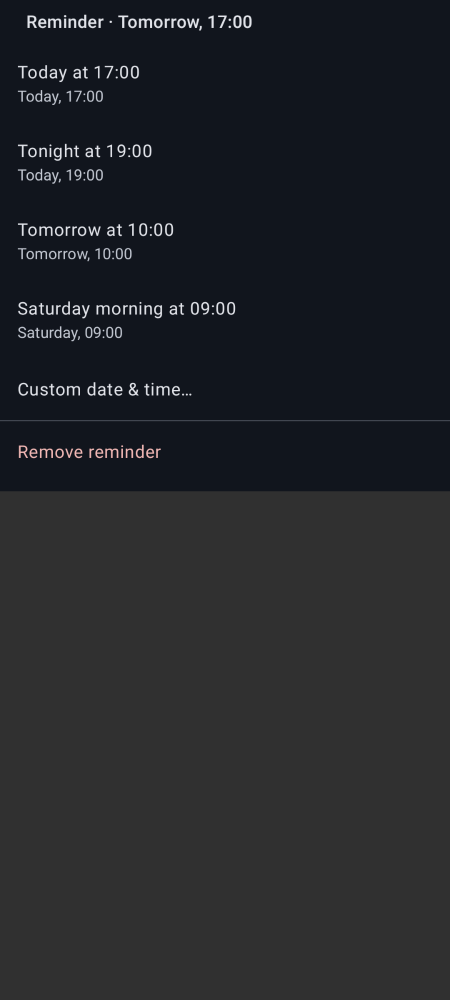 Reminder · Tomorrow, 17:00
Today at 17:00
Today, 17:00
Tonight at 19:00
Today, 19:00
Tomorrow at 10:00
Tomorrow, 10:00
Saturday morning at 09:00
Saturday, 09:00
Custom date & time…
Remove reminder